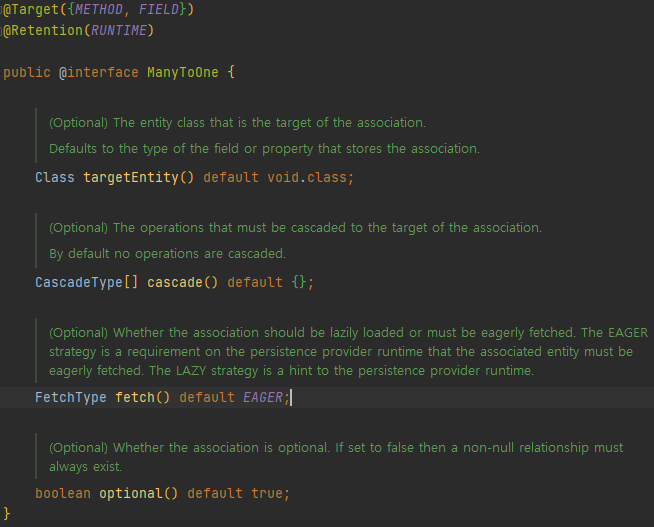 @Target({METHOD, FIELD})
@Retention(RUNTIME)
public @interface ManyToOne {
(Optional) The entity class that is the target of the association.
Defaults to the type of the field or property that stores the association.
Class targetEntity() default void.class;
(Optional) The operations that must be cascaded to the target of the association.
By default no operations are cascaded.
CascadeType[] cascade() default {};
(Optional) Whether the association should be lazily loaded or must be eagerly fetched. The EAGER
strategy is a requirement on the persistence provider runtime that the associated entity must be
eagerly fetched. The LAZY strategy is a hint to the persistence provider runtime.
FetchType fetch() default EAGER;
(Optional) Whether the association is optional. If set to false then a non-null relationship must
always exist.
boolean optional() default true;
}